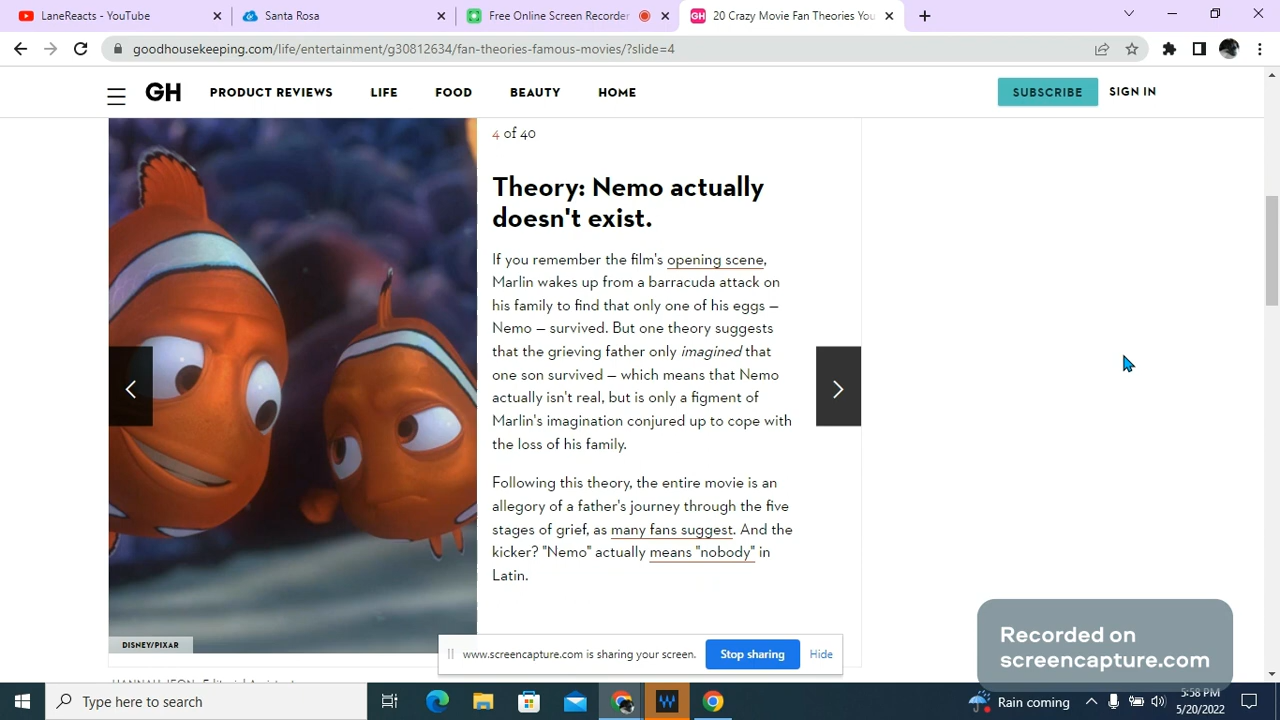 LaneReacts - YouTube
Santa Rosa
Free Online Screen Recorder
20 Crazy Movie Fan Theories You
goodhousekeeping.com/life/entertainment/g30812634/fan-theories-famous-movies/?slide=4
GH PRODUCT REVIEWS LIFE FOOD BEAUTY HOME SUBSCRIBE SIGN IN
4 of 40
Theory: Nemo actually
doesn't exist.
If you remember the film's opening scene,
Marlin wakes up from a barracuda attack on
his family to find that only one of his eggs —
Nemo — survived. But one theory suggests
that the grieving father only imagined that
one son survived — which means that Nemo
actually isn't real, but is only a figment of
Marlin's imagination conjured up to cope with
the loss of his family.
Following this theory, the entire movie is an
allegory of a father's journey through the five
stages of grief, as many fans suggest. And the
kicker? "Nemo" actually means "nobody" in
Latin.
DISNEY/PIXAR
www.screencapture.com is sharing your screen. Stop sharing Hide
Recorded on
screencapture.com
Type here to search
Rain coming
5:58 PM
5/20/2022